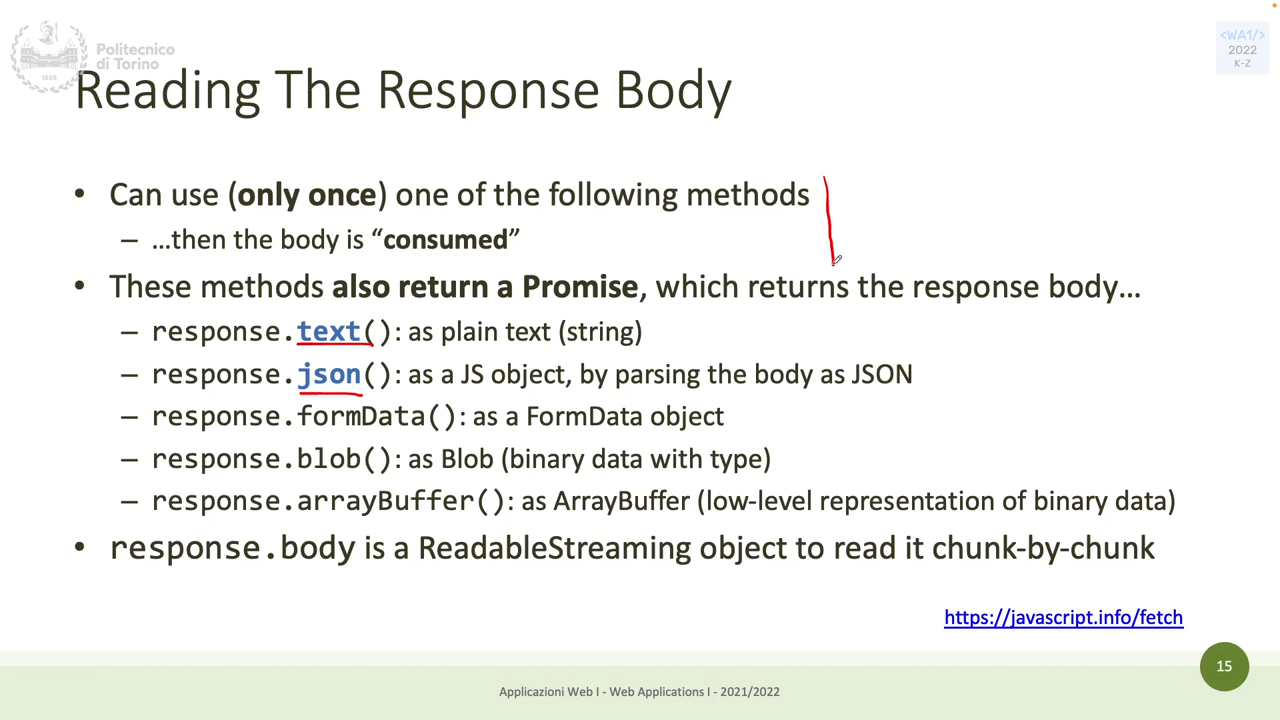 Politecnico
di Torino
1859
<WA1/>
2022
K-Z
Reading The Response Body
• Can use (only once) one of the following methods
– …then the body is “consumed”
• These methods also return a Promise, which returns the response body…
– response.text(): as plain text (string)
– response.json(): as a JS object, by parsing the body as JSON
– response.formData(): as a FormData object
– response.blob(): as Blob (binary data with type)
– response.arrayBuffer(): as ArrayBuffer (low-level representation of binary data)
• response.body is a ReadableStreaming object to read it chunk-by-chunk
https://javascript.info/fetch
15
Applicazioni Web I - Web Applications I - 2021/2022